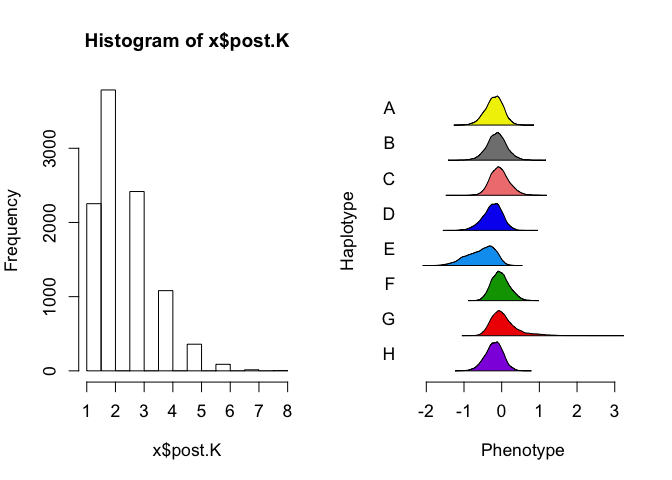 Histogram of x$post.K
Frequency
0
1000
2000
3000
1 2 3 4 5 6 7 8
x$post.K
Haplotype
A
B
C
D
E
F
G
H
-2 -1 0 1 2 3
Phenotype